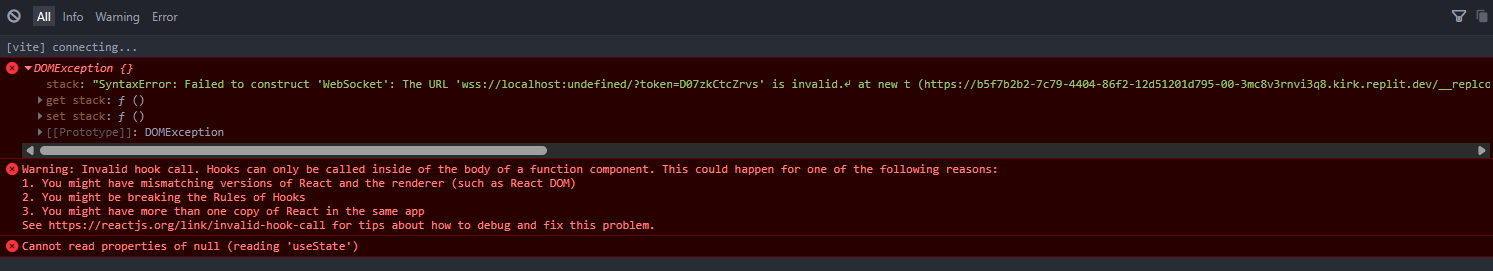 All Info Warning Error
[vite] connecting...
DOMException {}
stack: "SyntaxError: Failed to construct 'WebSocket': The URL 'wss://localhost:undefined/?token=D07zkCtcZrvs' is invalid.↵ at new t (https://b5f7b2b2-7c79-4404-86f2-12d51201d795-00-3mc8v3rnvi3q8.kirk.replit.dev/__replco
get stack: ƒ ()
set stack: ƒ ()
[[Prototype]]: DOMException
Warning: Invalid hook call. Hooks can only be called inside of the body of a function component. This could happen for one of the following reasons:
1. You might have mismatching versions of React and the renderer (such as React DOM)
2. You might be breaking the Rules of Hooks
3. You might have more than one copy of React in the same app
See https://reactjs.org/link/invalid-hook-call for tips about how to debug and fix this problem.
Cannot read properties of null (reading 'useState')